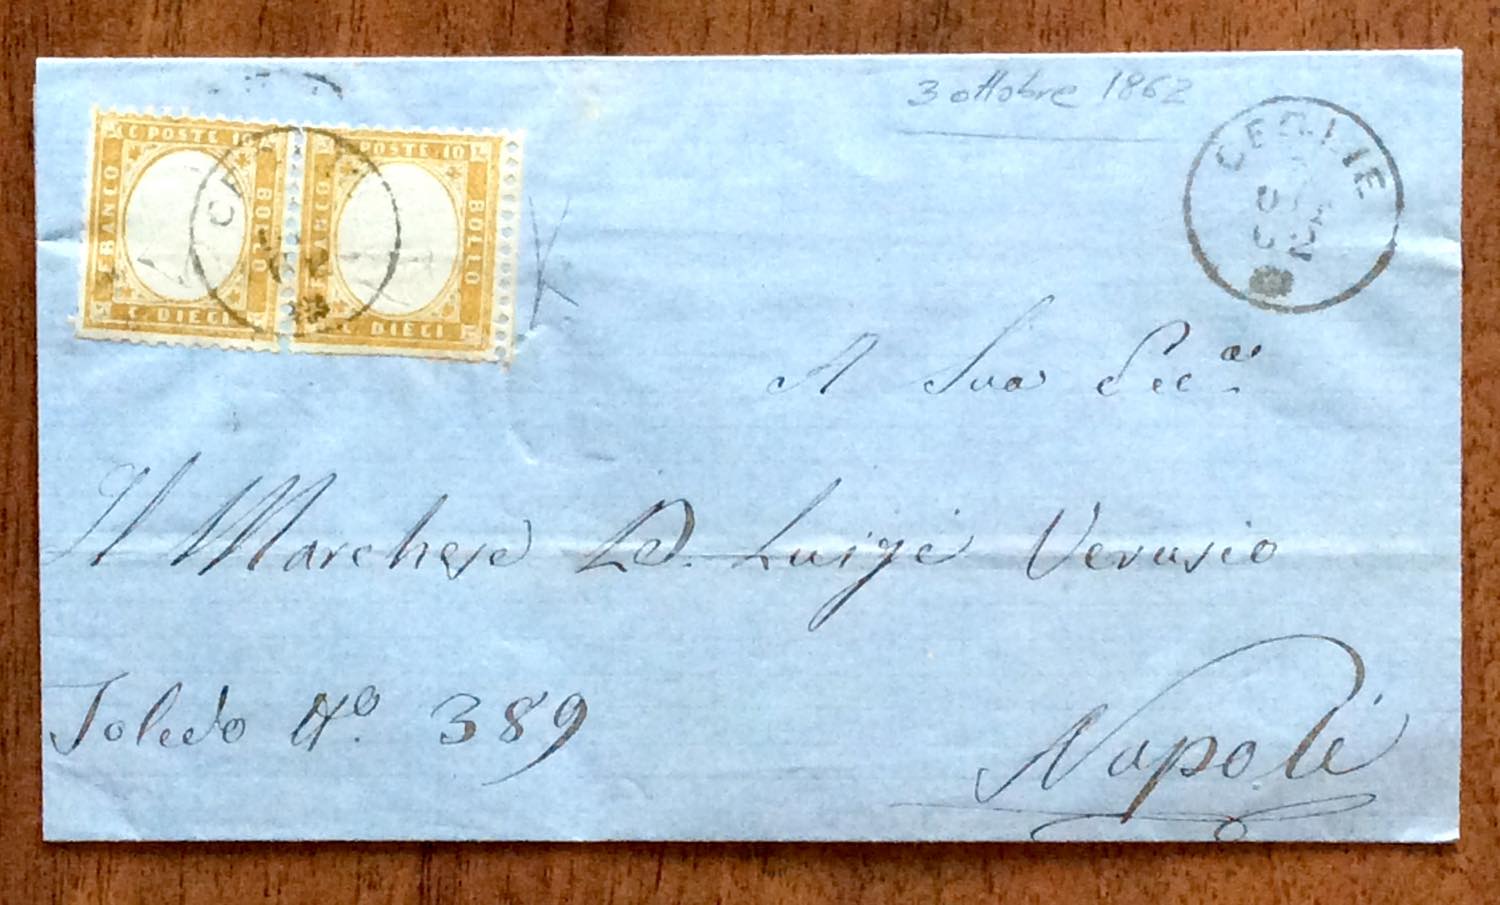 3 ottobre 1862
C. POSTE 10
FRANCO
BOLLO
C. DIECI
POSTE 10
FRANCO
BOLLO
C. DIECI
CEGLIE
A Sua Ecc.a
Il Marchese D. Luigi Verusio
Toledo No. 389
Napoli